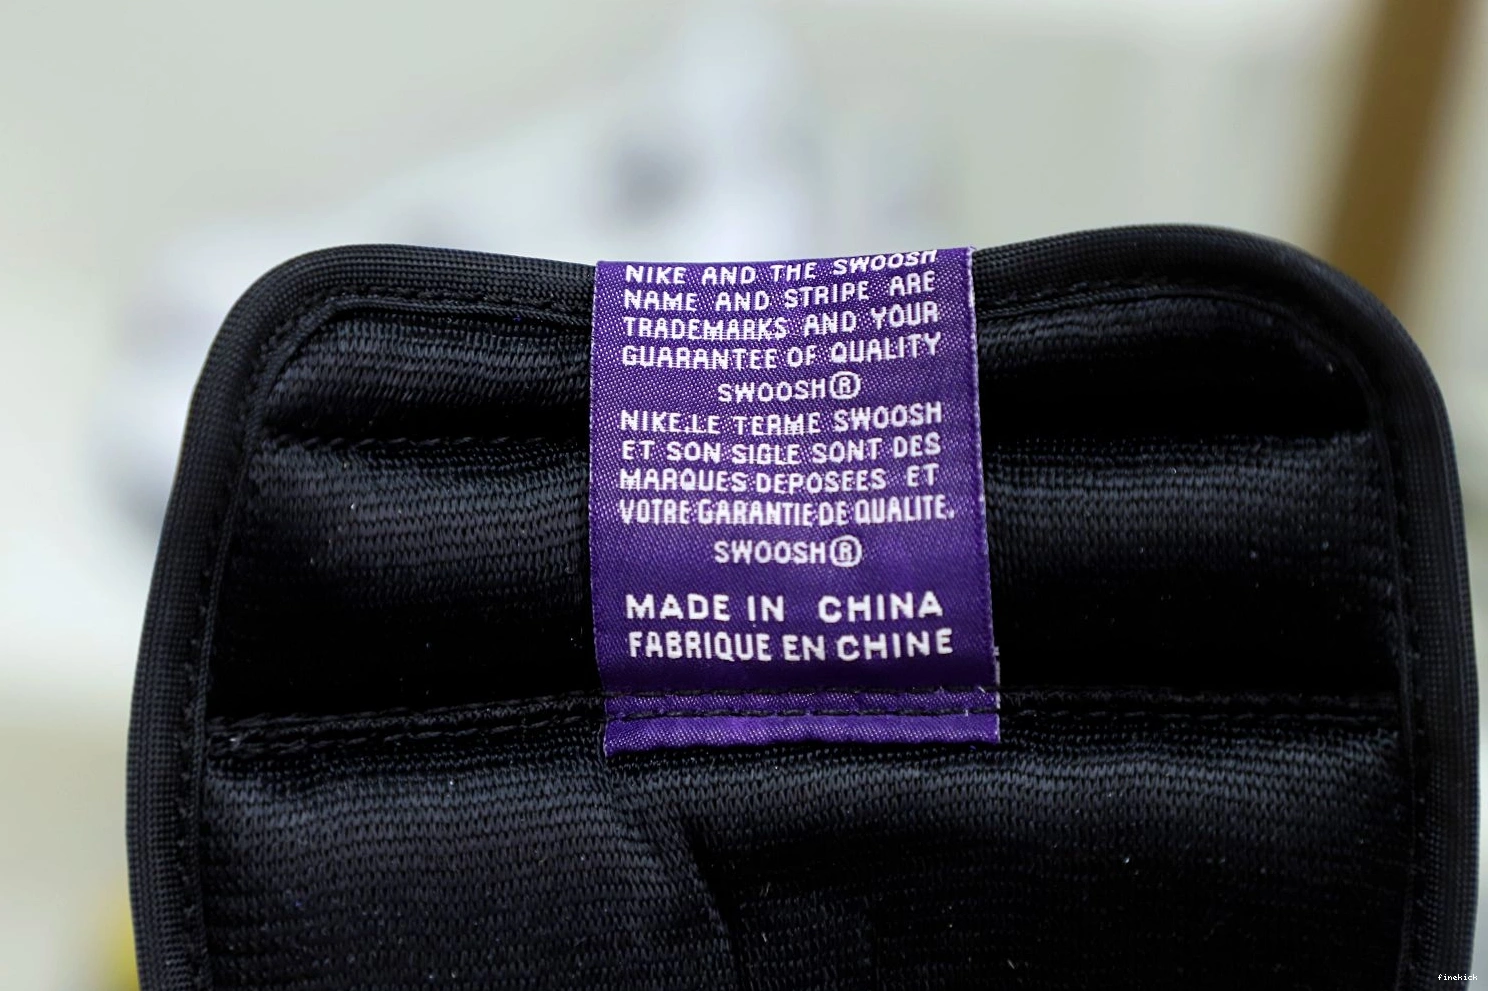 NIKE AND THE SWOOSH
NAME AND STRIPE ARE
TRADEMARKS AND YOUR
GUARANTEE OF QUALITY
SWOOSH®
NIKE,LE TERME SWOOSH
ET SON SIGLE SONT DES
MARQUES DEPOSEES ET
VOTRE GARANTIE DE QUALITE.
SWOOSH®
MADE IN CHINA
FABRIQUE EN CHINE
finekick